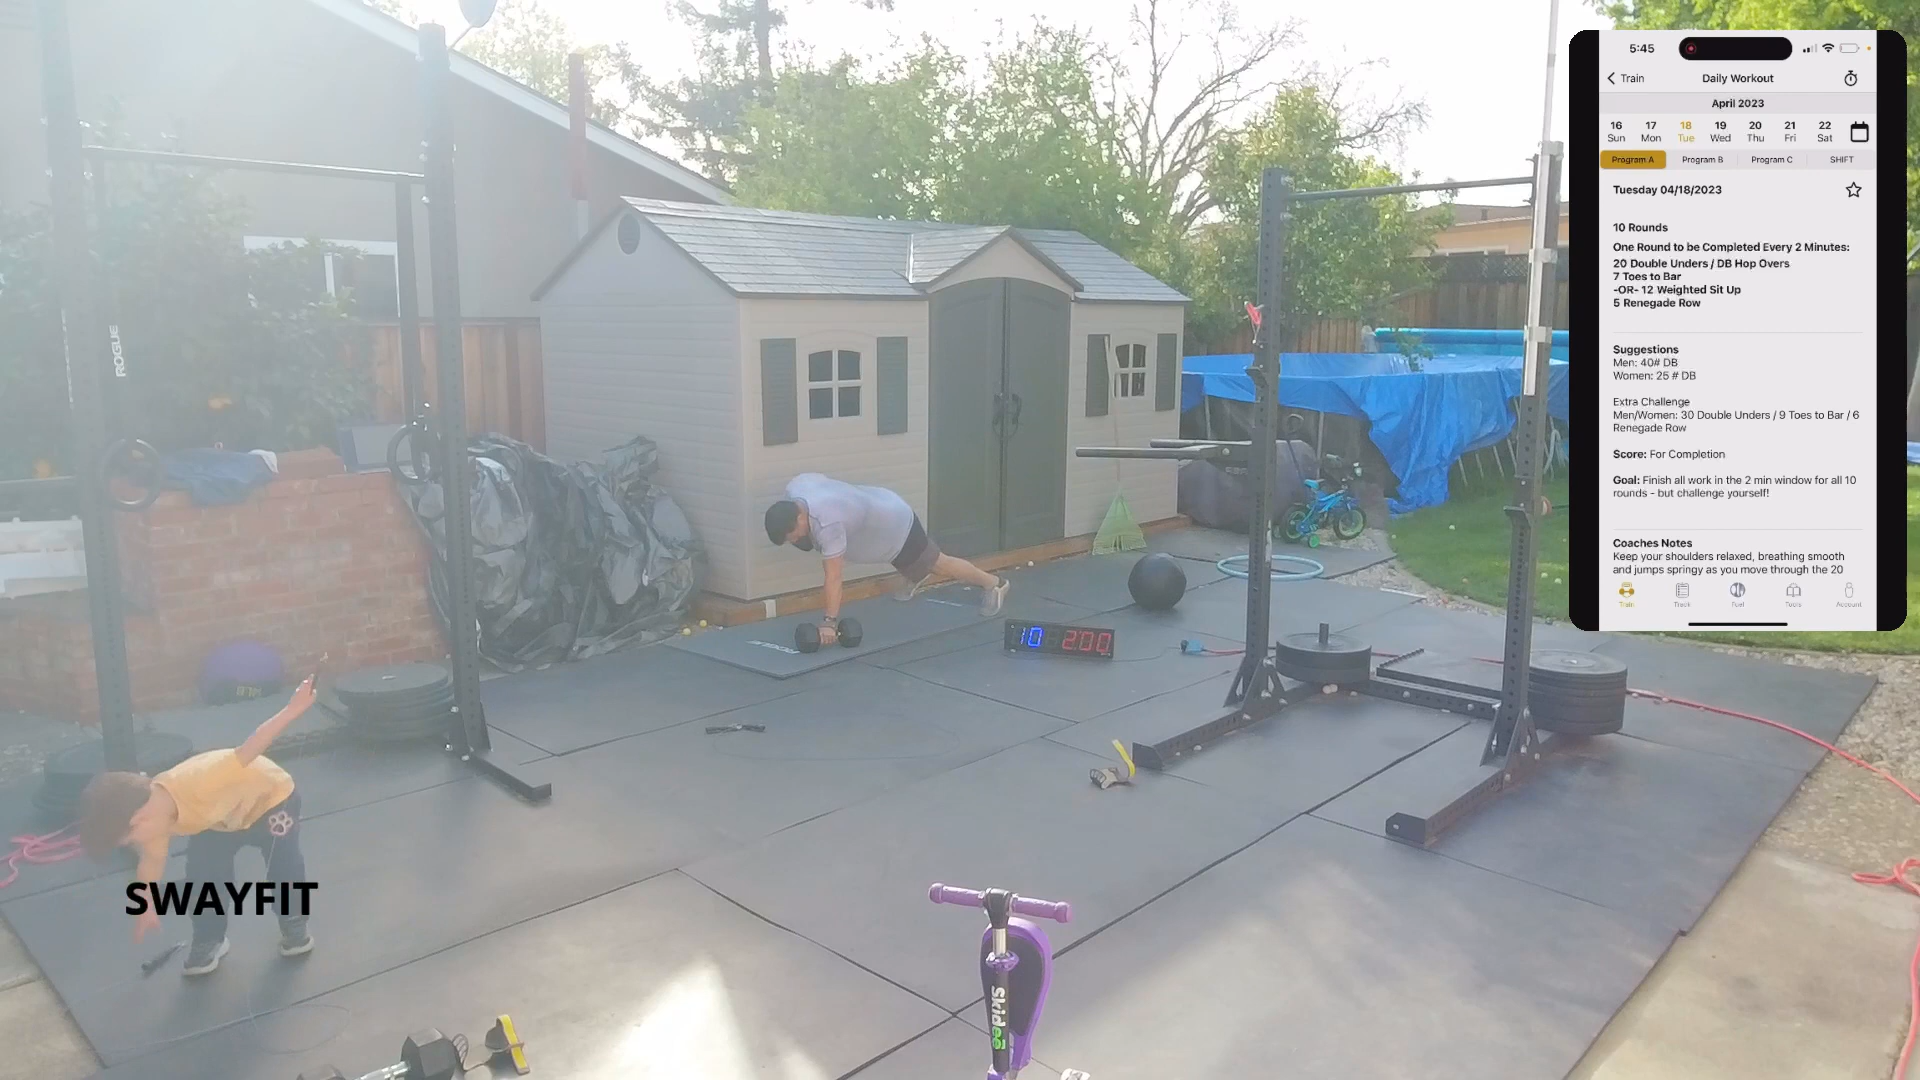 5:45
Train
Daily Workout
April 2023
16 17 18 19 20 21 22
Sun Mon Tue Wed Thu Fri Sat
Program A Program B Program C SHIFT
Tuesday 04/18/2023
10 Rounds
One Round to be Completed Every 2 Minutes:
20 Double Unders / DB Hop Overs
7 Toes to Bar
-OR- 12 Weighted Sit Up
5 Renegade Row
Suggestions
Men: 40# DB
Women: 25 # DB
Extra Challenge
Men/Women: 30 Double Unders / 9 Toes to Bar / 6
Renegade Row
Score: For Completion
Goal: Finish all work in the 2 min window for all 10
rounds - but challenge yourself!
Coaches Notes
Keep your shoulders relaxed, breathing smooth
and jumps springy as you move through the 20
Train Track Fuel Tools Account
ROGUE
10 2:00
SWAYFIT
Skidee